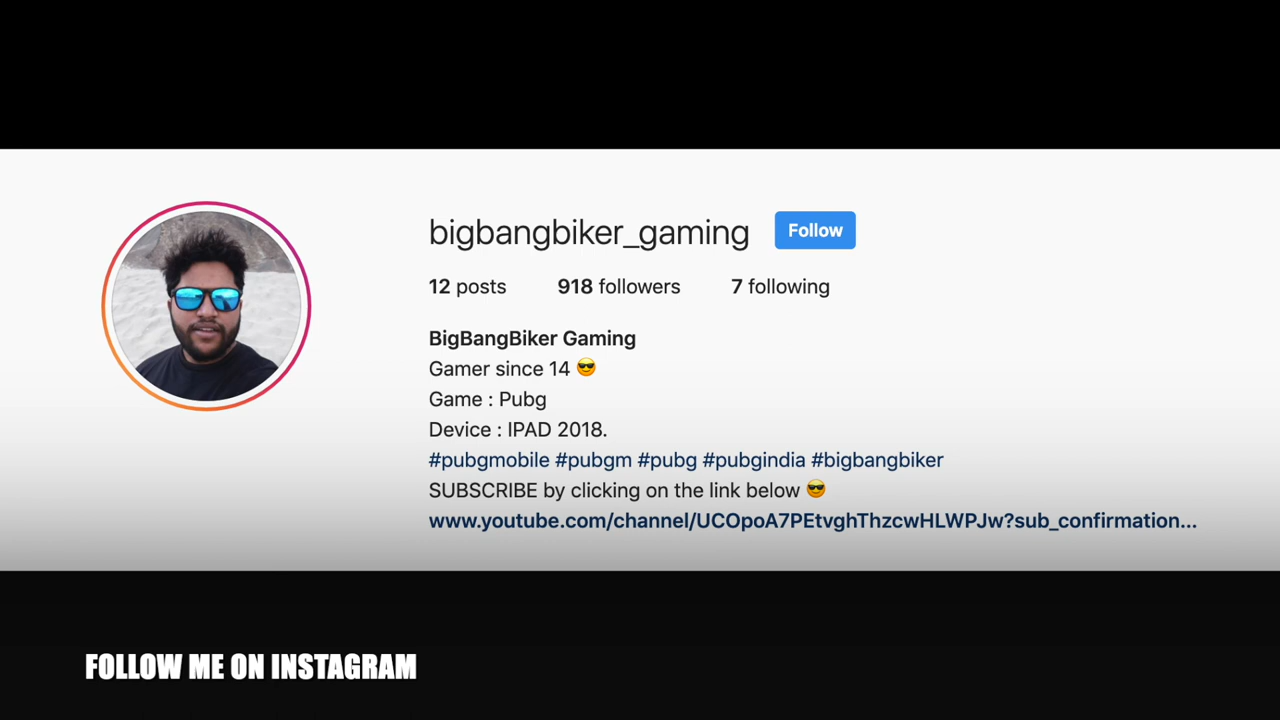 bigbangbiker_gaming Follow
12 posts 918 followers 7 following
BigBangBiker Gaming
Gamer since 14 😎
Game : Pubg
Device : IPAD 2018.
#pubgmobile #pubgm #pubg #pubgindia #bigbangbiker
SUBSCRIBE by clicking on the link below 😎
www.youtube.com/channel/UCOpoA7PEtvghThzcwHLWPJw?sub_confirmation...
FOLLOW ME ON INSTAGRAM